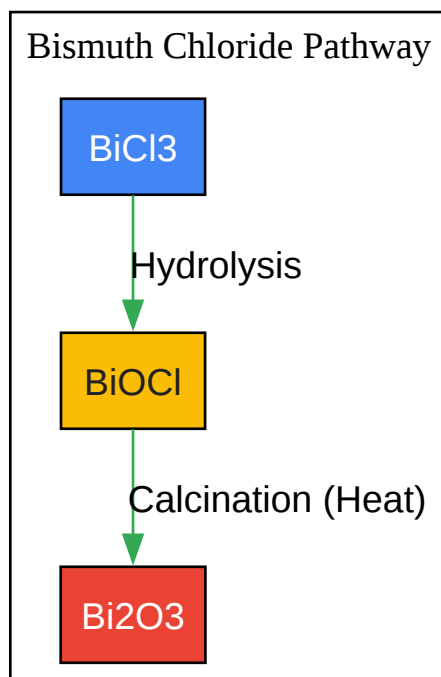 Bismuth Chloride Pathway
BiCl3
Hydrolysis
BiOCl
Calcination (Heat)
Bi2O3